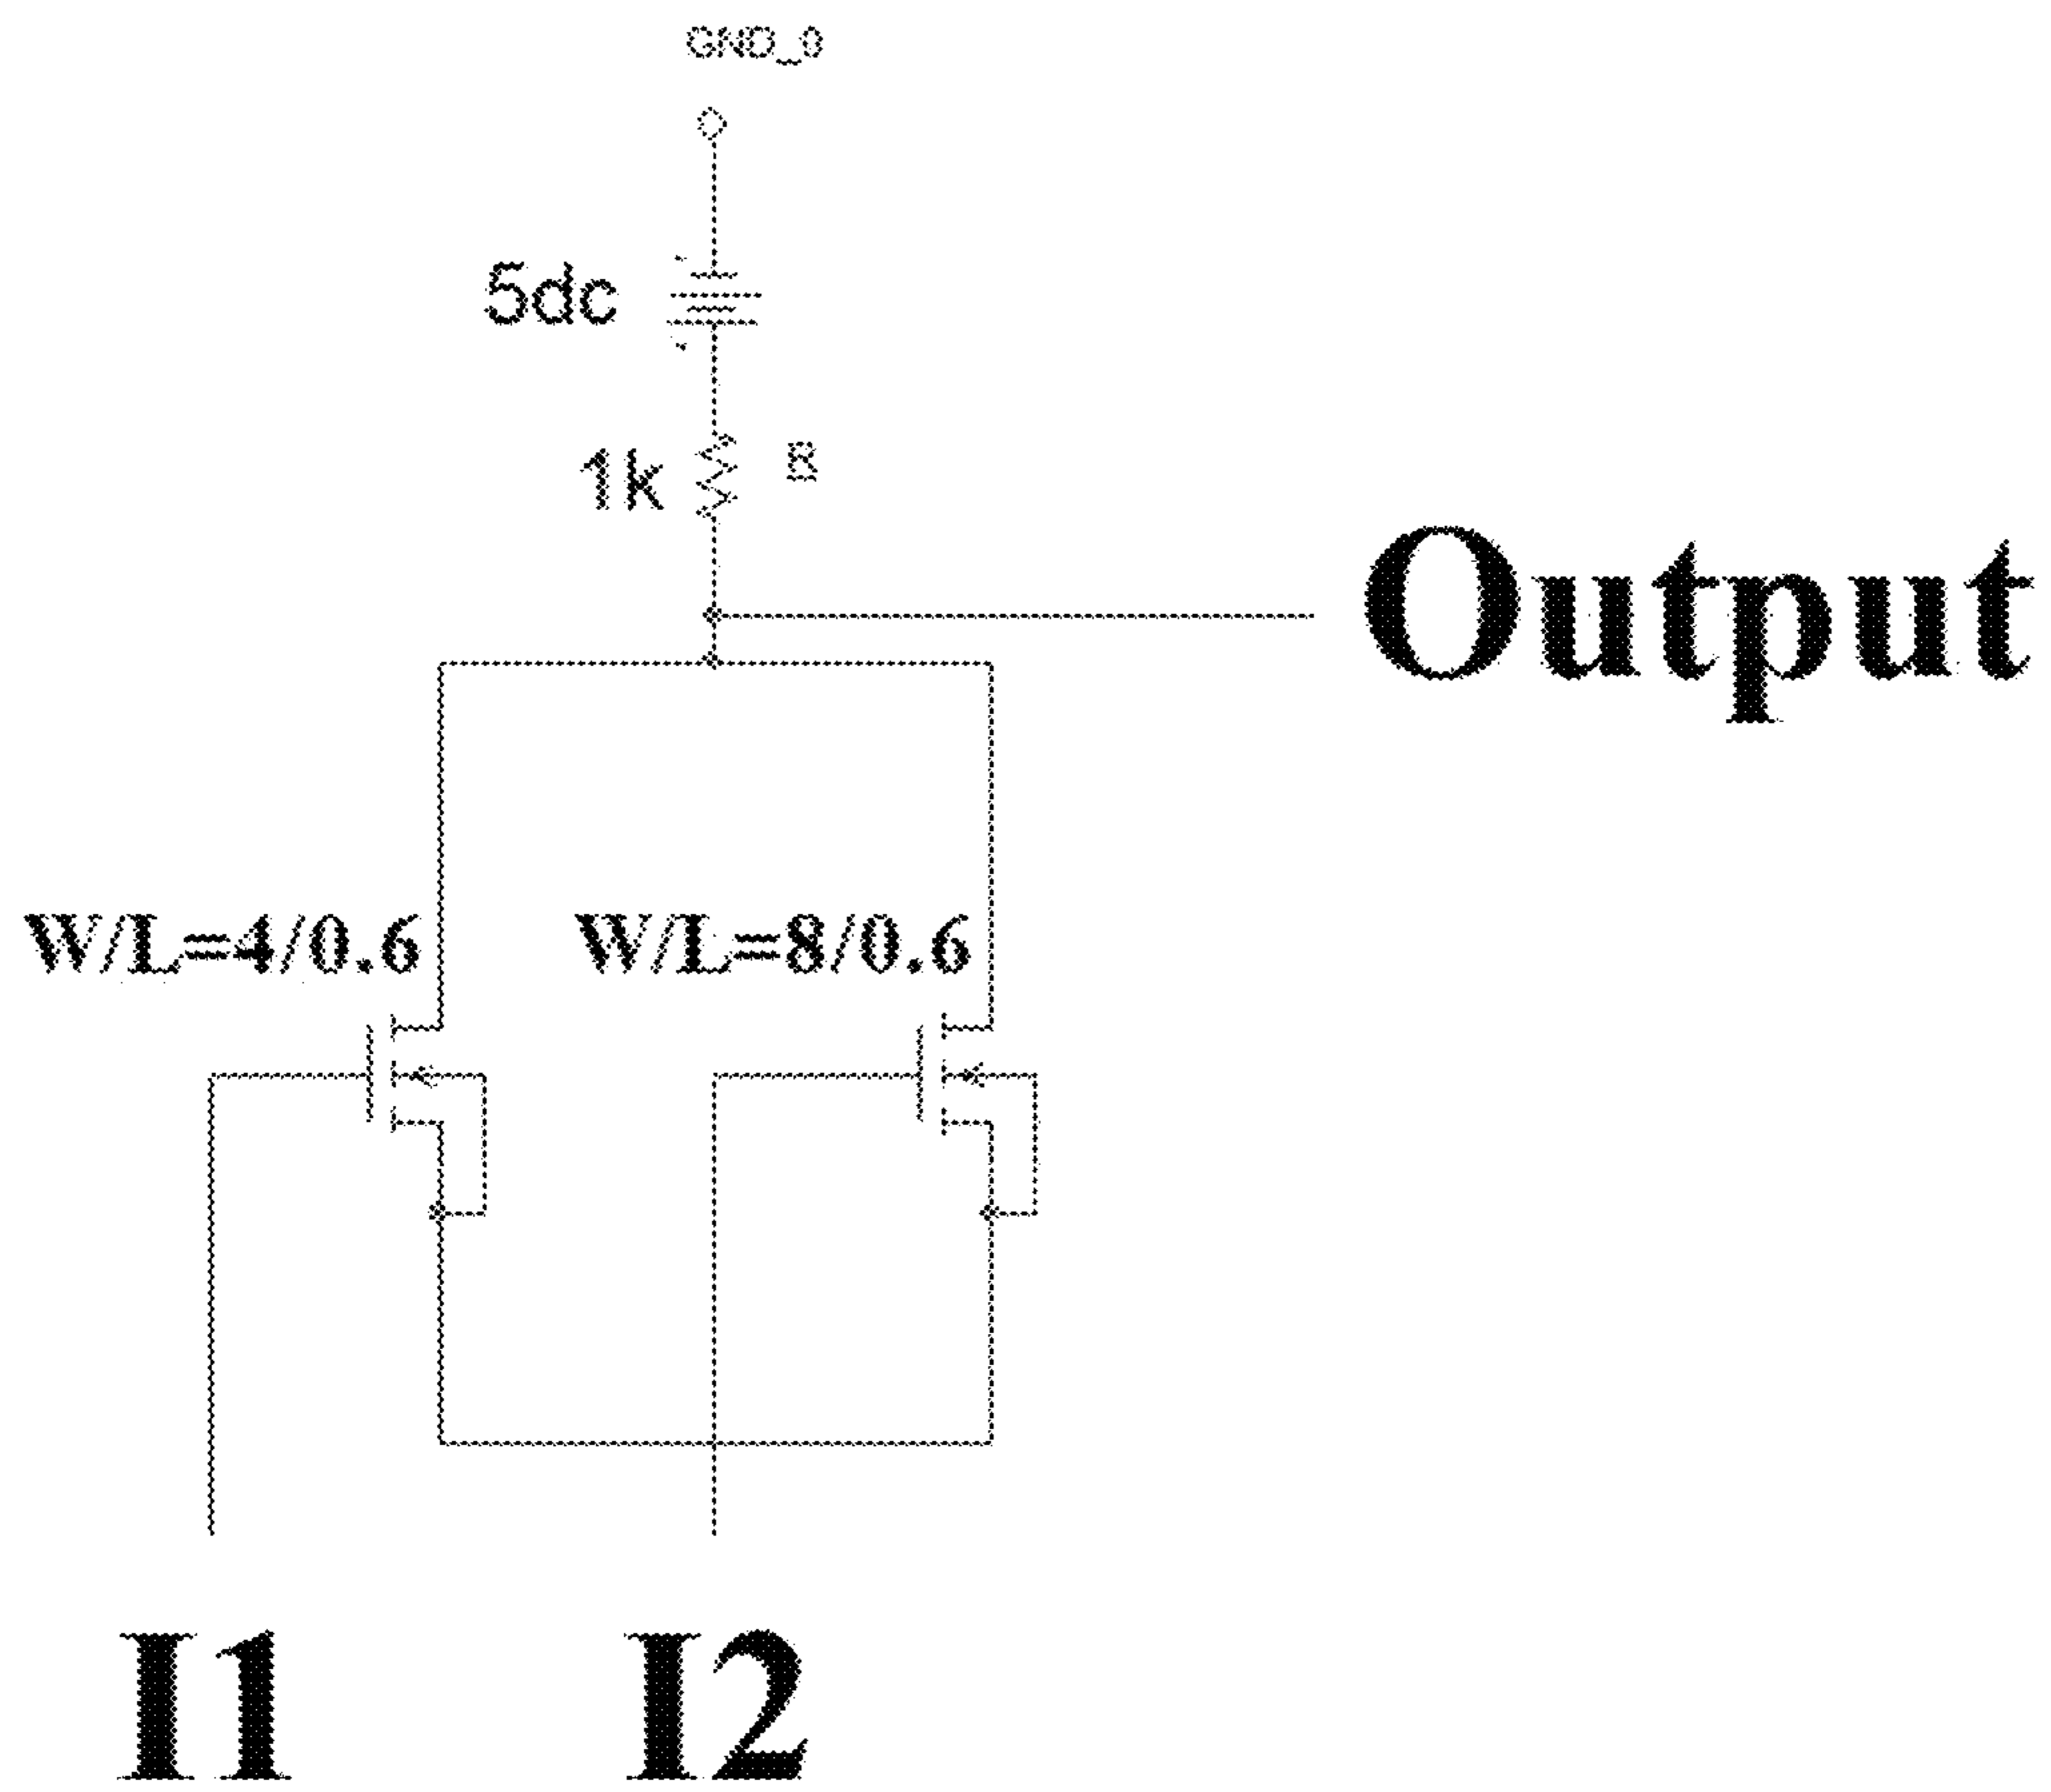 GND_0
5dc
1k R
Output
W/L=4/0.6 W/L=8/0.6
I1 I2